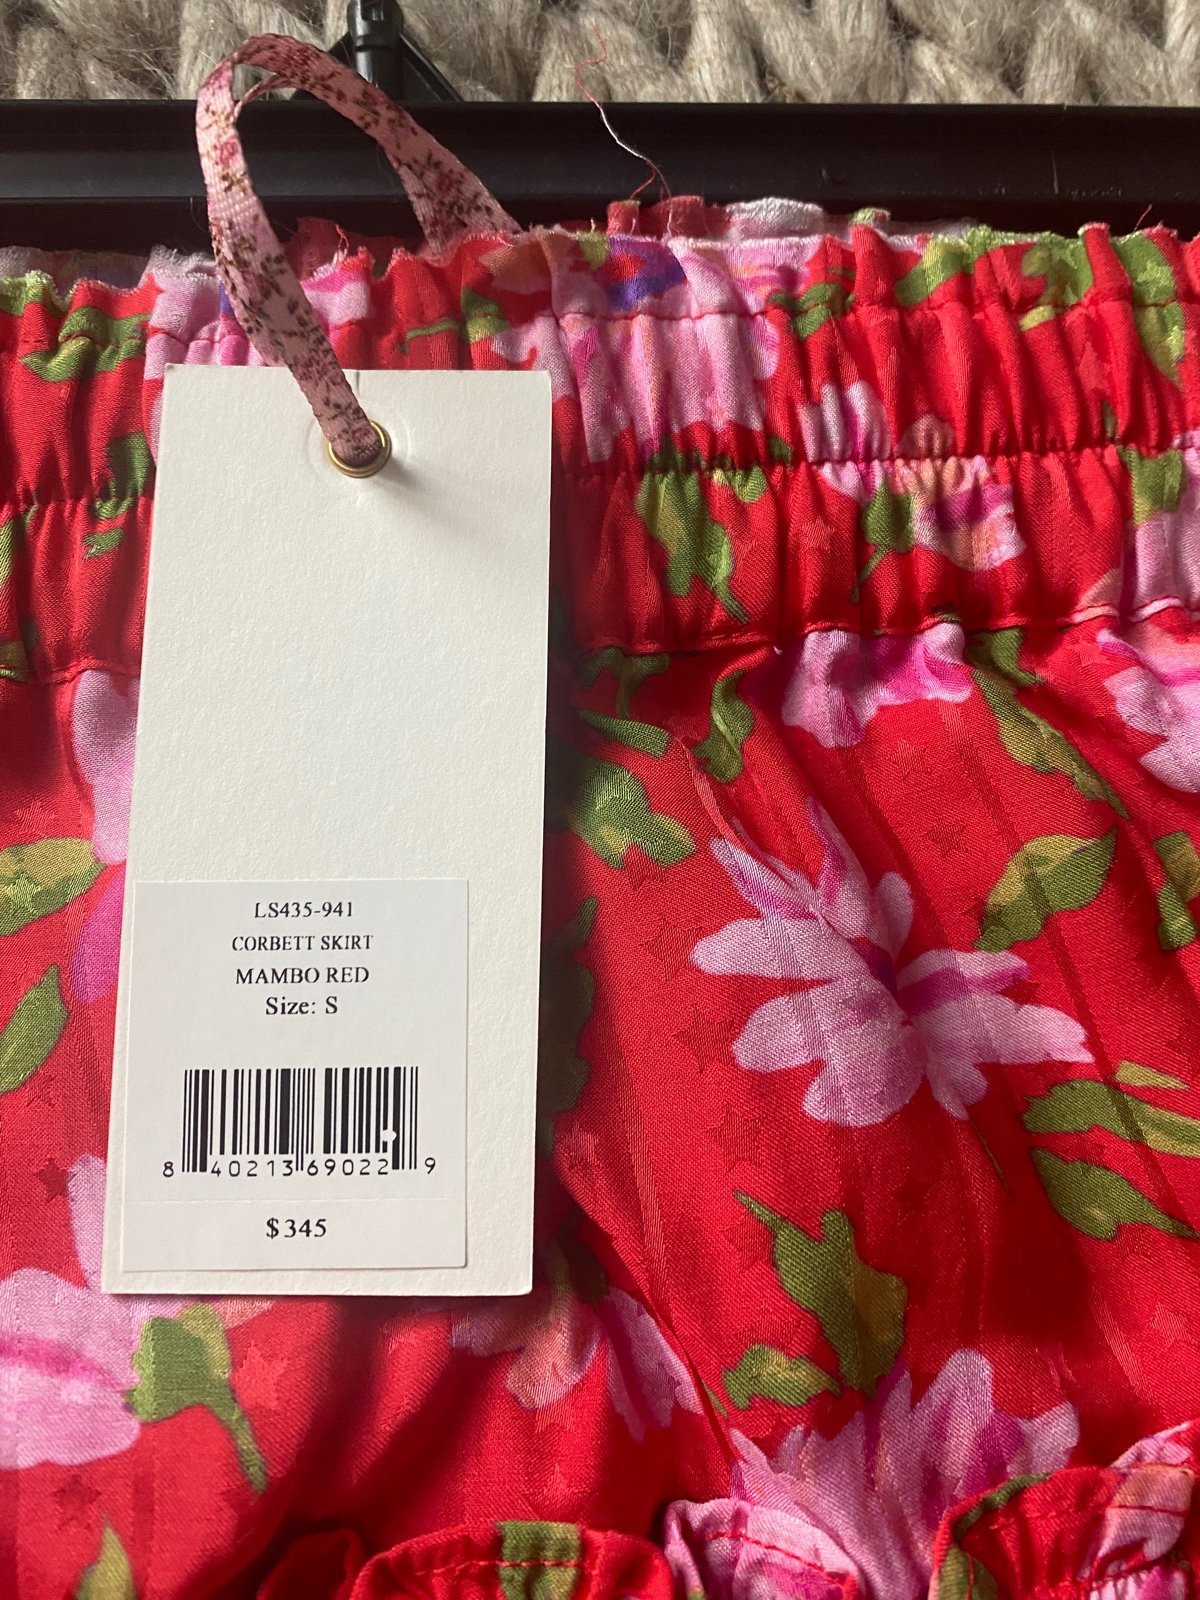 LS435-941
CORBETT SKIRT
MAMBO RED
Size: S
8 40213 69022 9
$345